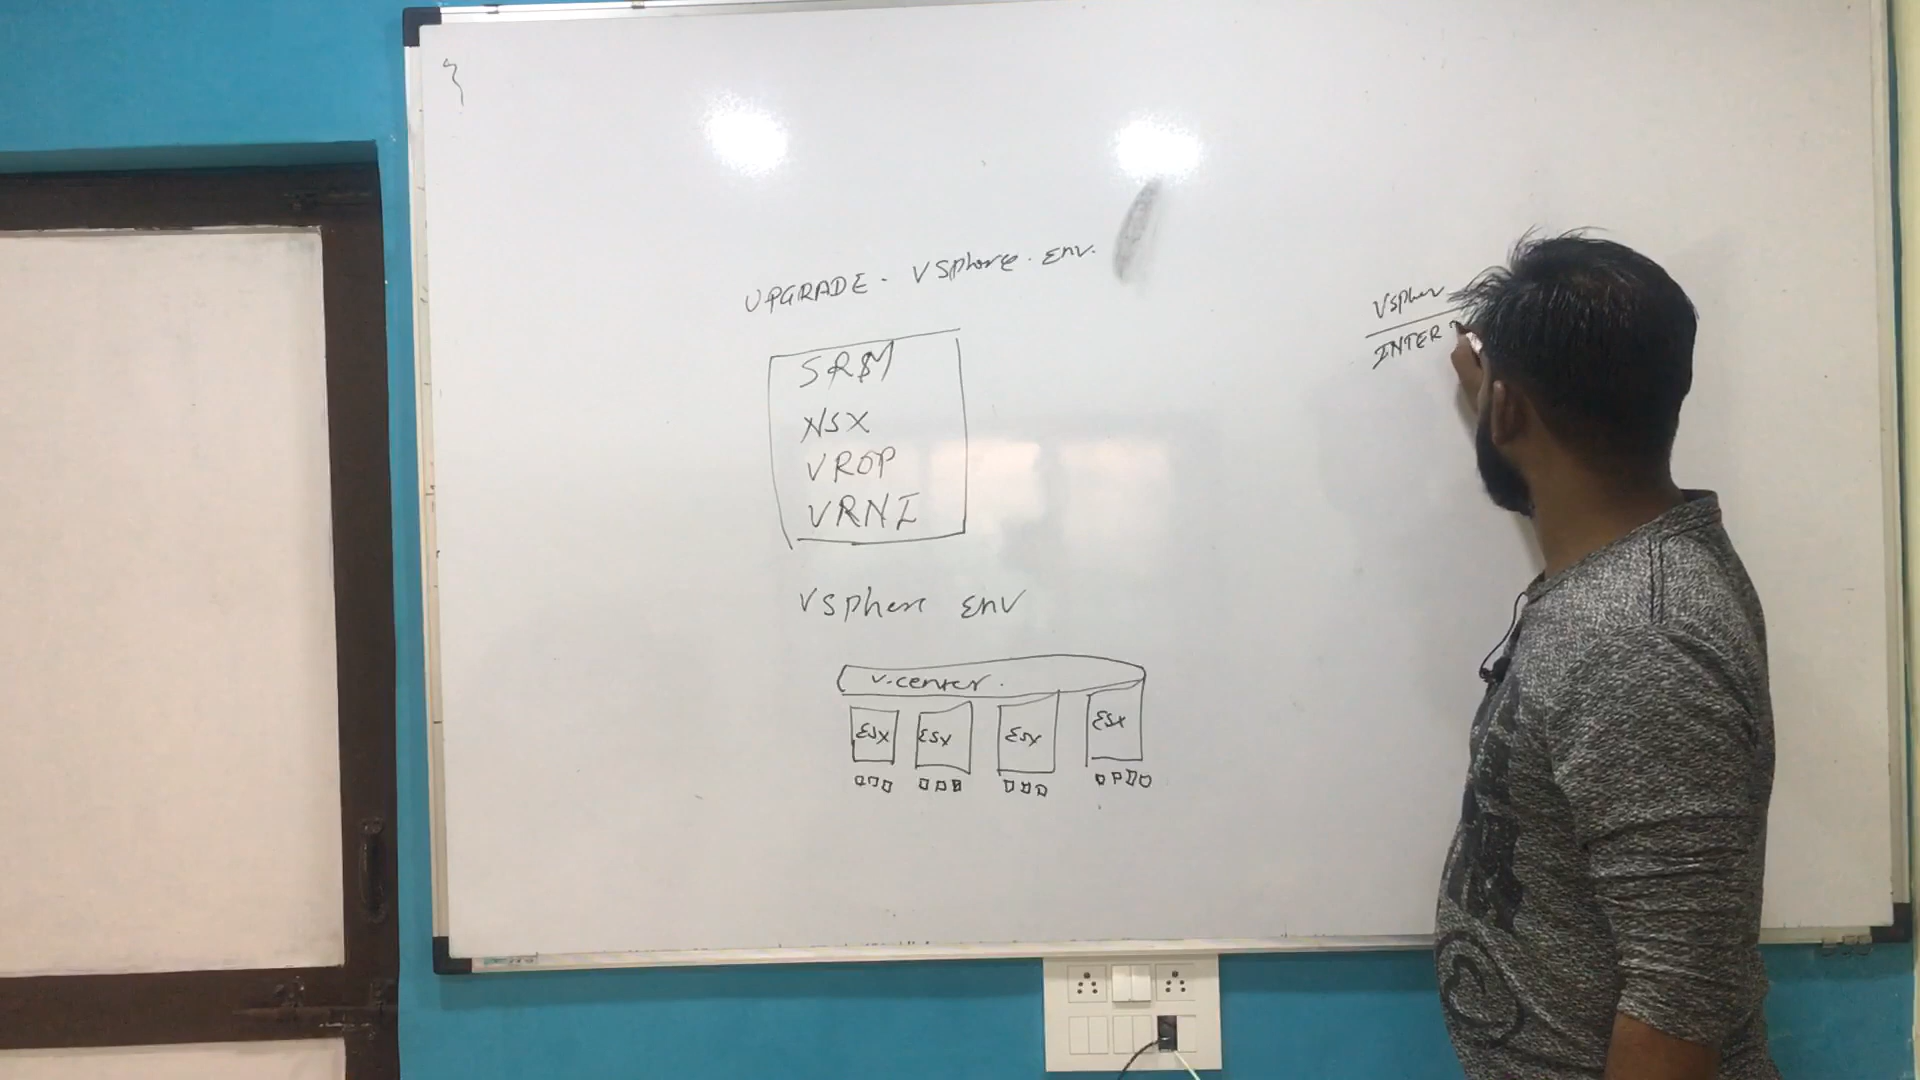 UPGRADE - VSphere. Env.
SRM
NSX
VROP
VRNI
VSphere Env
V-center.
ESX ESX ESX ESX
VSpher
INTER